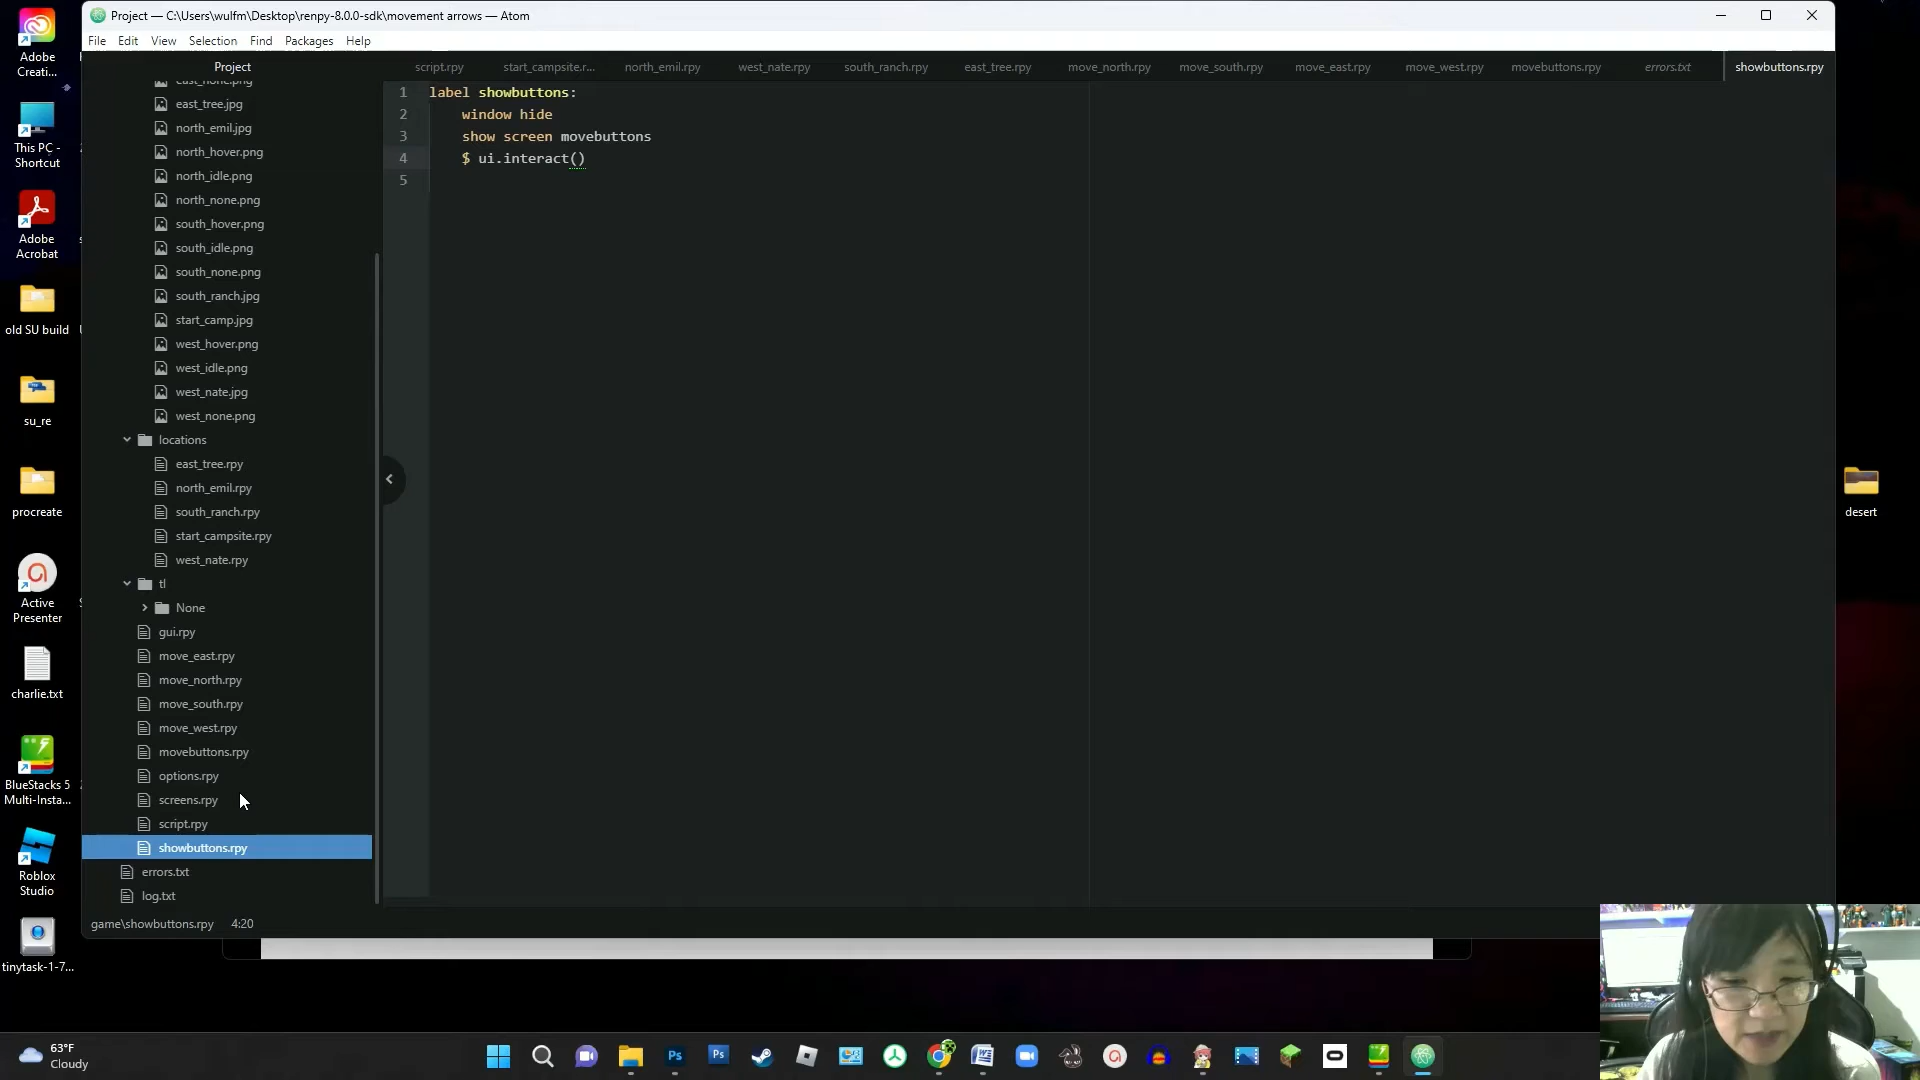 Project — C:\Users\wulfm\Desktop\renpy-8.0.0-sdk\movement arrows — Atom
File Edit View Selection Find Packages Help
Project
script.rpy start_campsite.r... north_emil.rpy west_nate.rpy south_ranch.rpy east_tree.rpy move_north.rpy move_south.rpy move_east.rpy move_west.rpy movebuttons.rpy errors.txt showbuttons.rpy
east_none.png
east_tree.jpg
north_emil.jpg
north_hover.png
north_idle.png
north_none.png
south_hover.png
south_idle.png
south_none.png
south_ranch.jpg
start_camp.jpg
west_hover.png
west_idle.png
west_nate.jpg
west_none.png
locations
east_tree.rpy
north_emil.rpy
south_ranch.rpy
start_campsite.rpy
west_nate.rpy
tl
None
gui.rpy
move_east.rpy
move_north.rpy
move_south.rpy
move_west.rpy
movebuttons.rpy
options.rpy
screens.rpy
script.rpy
showbuttons.rpy
errors.txt
log.txt
1 label showbuttons:
2 window hide
3 show screen movebuttons
4 $ ui.interact()
5
game\showbuttons.rpy 4:20
Adobe
Creati...
This PC -
Shortcut
Adobe
Acrobat
old SU build
su_re
procreate
Active
Presenter
charlie.txt
BlueStacks 5
Multi-Insta...
Roblox
Studio
tinytask-1-7...
desert
63°F
Cloudy
Ps
Ps